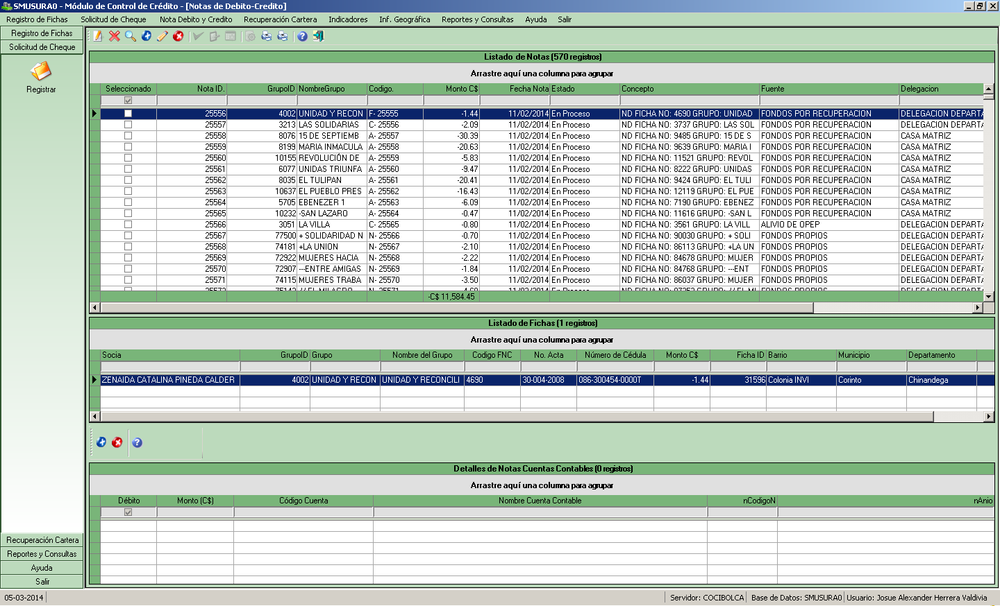 SMUSURA0 - Módulo de Control de Crédito - [Notas de Debito-Credito]
Registro de Fichas Solicitud de Cheque Nota Debito y Credito Recuperación Cartera Indicadores Inf. Geográfica Reportes y Consultas Ayuda Salir
Registro de Fichas
Solicitud de Cheque
Registrar
Listado de Notas (570 registros)
Arrastre aquí una columna para agrupar
Seleccionado Nota ID. GrupoID NombreGrupo Codigo. Monto C$ Fecha Nota Estado Concepto Fuente Delegacion
25556 4002 UNIDAD Y RECON F- 25555 -1.44 11/02/2014 En Proceso ND FICHA NO: 4690 GRUPO: UNIDAD FONDOS POR RECUPERACION DELEGACION DEPARTA
25557 3213 LAS SOLIDARIAS C- 25556 -2.09 11/02/2014 En Proceso ND FICHA NO: 3737 GRUPO: LAS SOL FONDOS POR RECUPERACION DELEGACION DEPARTA
25558 8076 15 DE SEPTIEMB A- 25557 -30.39 11/02/2014 En Proceso ND FICHA NO: 9485 GRUPO: 15 DE S FONDOS POR RECUPERACION CASA MATRIZ
25559 8199 MARIA INMACULA A- 25558 -20.63 11/02/2014 En Proceso ND FICHA NO: 9639 GRUPO: MARIA I FONDOS POR RECUPERACION CASA MATRIZ
25560 10155 REVOLUCIÓN DE A- 25559 -5.83 11/02/2014 En Proceso ND FICHA NO: 11521 GRUPO: REVOL FONDOS POR RECUPERACION CASA MATRIZ
25561 6077 UNIDAS TRIUNFA A- 25560 -9.47 11/02/2014 En Proceso ND FICHA NO: 8222 GRUPO: UNIDAS FONDOS POR RECUPERACION CASA MATRIZ
25562 8035 EL TULIPAN A- 25561 -20.41 11/02/2014 En Proceso ND FICHA NO: 9424 GRUPO: EL TULI FONDOS POR RECUPERACION CASA MATRIZ
25563 10637 EL PUEBLO PRES A- 25562 -16.43 11/02/2014 En Proceso ND FICHA NO: 12119 GRUPO: EL PUE FONDOS POR RECUPERACION CASA MATRIZ
25564 5705 EBENEZER 1 A- 25563 -6.09 11/02/2014 En Proceso ND FICHA NO: 7190 GRUPO: EBENEZ FONDOS POR RECUPERACION CASA MATRIZ
25565 10232 -SAN LAZARO A- 25564 -0.47 11/02/2014 En Proceso ND FICHA NO: 11616 GRUPO: -SAN L FONDOS POR RECUPERACION CASA MATRIZ
25566 3051 LA VILLA C- 25565 -0.80 11/02/2014 En Proceso ND FICHA NO: 3561 GRUPO: LA VILL ALIVIO DE OPEP DELEGACION DEPARTA
25567 77500 + SOLIDARIDAD N N- 25566 -0.70 11/02/2014 En Proceso ND FICHA NO: 90030 GRUPO: + SOLI FONDOS PROPIOS DELEGACION DEPARTA
25568 74181 +LA UNION N- 25567 -2.10 11/02/2014 En Proceso ND FICHA NO: 86113 GRUPO: +LA UN FONDOS PROPIOS DELEGACION DEPARTA
25569 72922 MUJERES HACIA N- 25568 -2.22 11/02/2014 En Proceso ND FICHA NO: 84678 GRUPO: MUJER FONDOS PROPIOS DELEGACION DEPARTA
25570 72907 ---ENTRE AMIGAS N- 25569 -1.84 11/02/2014 En Proceso ND FICHA NO: 84768 GRUPO: ---ENT FONDOS PROPIOS DELEGACION DEPARTA
25571 74115 MUJERES TRABA N- 25570 -3.50 11/02/2014 En Proceso ND FICHA NO: 86037 GRUPO: MUJER FONDOS PROPIOS DELEGACION DEPARTA
-C$ 11,584.45
Listado de Fichas (1 registros)
Arrastre aquí una columna para agrupar
Socia GrupoID Grupo Nombre del Grupo Codigo FNC No. Acta Número de Cédula Monto C$ Ficha ID Barrio Municipio Departamento
ZENAIDA CATALINA PINEDA CALDER 4002 UNIDAD Y RECON UNIDAD Y RECONCILI 4690 30-004-2008 086-300454-0000T -1.44 31596 Colonia INVI Corinto Chinandega
Detalles de Notas Cuentas Contables (0 registros)
Arrastre aquí una columna para agrupar
Débito Monto (C$) Código Cuenta Nombre Cuenta Contable nCodigoN nAnio
Recuperación Cartera
Reportes y Consultas
Ayuda
Salir
05-03-2014 Servidor: COCIBOLCA Base de Datos: SMUSURA0 Usuario: Josue Alexander Herrera Valdivia